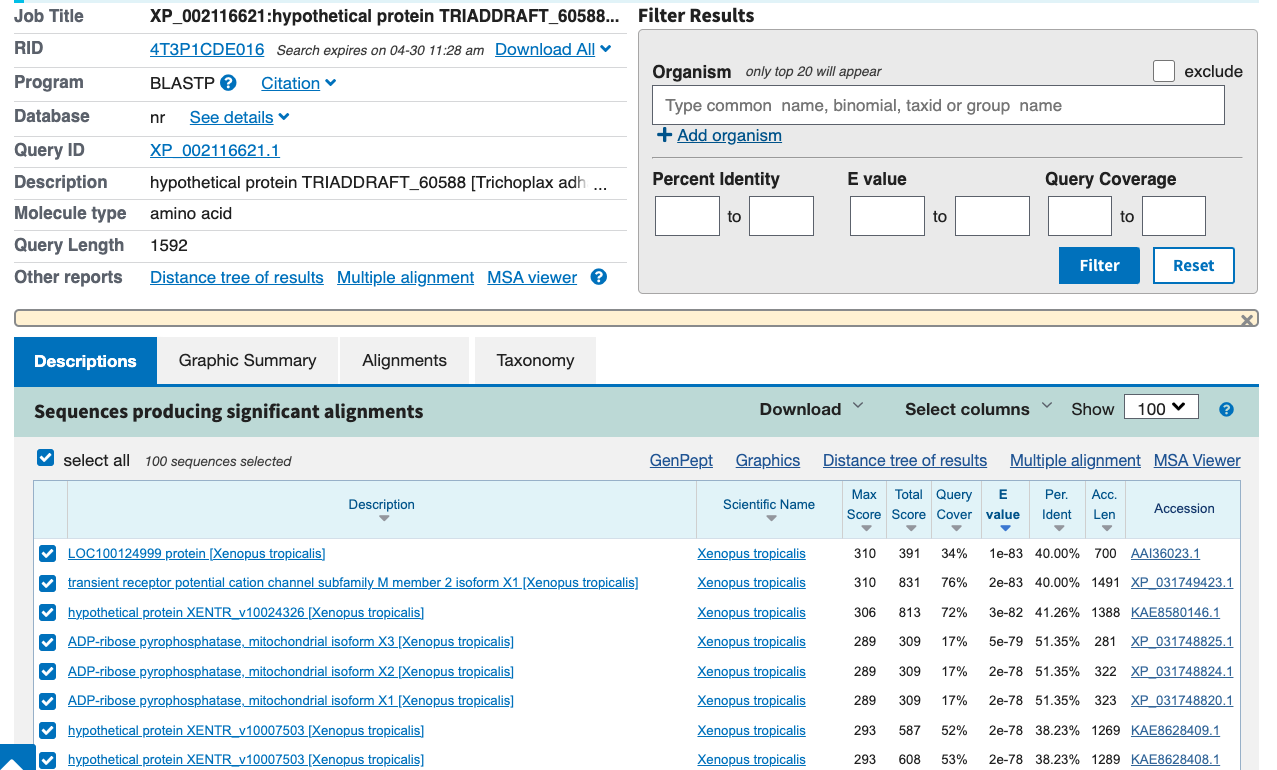 Job Title XP_002116621:hypothetical protein TRIADDRAFT_60588...
RID 4T3P1CDE016 Search expires on 04-30 11:28 am Download All
Program BLASTP ? Citation
Database nr See details
Query ID XP_002116621.1
Description hypothetical protein TRIADDRAFT_60588 [Trichoplax adh ...
Molecule type amino acid
Query Length 1592
Other reports Distance tree of results Multiple alignment MSA viewer ?
Filter Results
Organism only top 20 will appear exclude
Type common name, binomial, taxid or group name
+ Add organism
Percent Identity E value Query Coverage
to to to
Filter Reset
Descriptions Graphic Summary Alignments Taxonomy
Sequences producing significant alignments Download Select columns Show 100 ?
select all 100 sequences selected GenPept Graphics Distance tree of results Multiple alignment MSA Viewer
Description Scientific Name Max Score Total Score Query Cover E value Per. Ident Acc. Len Accession
LOC100124999 protein [Xenopus tropicalis] Xenopus tropicalis 310 391 34% 1e-83 40.00% 700 AAI36023.1
transient receptor potential cation channel subfamily M member 2 isoform X1 [Xenopus tropicalis] Xenopus tropicalis 310 831 76% 2e-83 40.00% 1491 XP_031749423.1
hypothetical protein XENTR_v10024326 [Xenopus tropicalis] Xenopus tropicalis 306 813 72% 3e-82 41.26% 1388 KAE8580146.1
ADP-ribose pyrophosphatase, mitochondrial isoform X3 [Xenopus tropicalis] Xenopus tropicalis 289 309 17% 5e-79 51.35% 281 XP_031748825.1
ADP-ribose pyrophosphatase, mitochondrial isoform X2 [Xenopus tropicalis] Xenopus tropicalis 289 309 17% 2e-78 51.35% 322 XP_031748824.1
ADP-ribose pyrophosphatase, mitochondrial isoform X1 [Xenopus tropicalis] Xenopus tropicalis 289 309 17% 2e-78 51.35% 323 XP_031748820.1
hypothetical protein XENTR_v10007503 [Xenopus tropicalis] Xenopus tropicalis 293 587 52% 2e-78 38.23% 1269 KAE8628409.1
hypothetical protein XENTR_v10007503 [Xenopus tropicalis] Xenopus tropicalis 293 608 53% 2e-78 38.23% 1289 KAE8628408.1